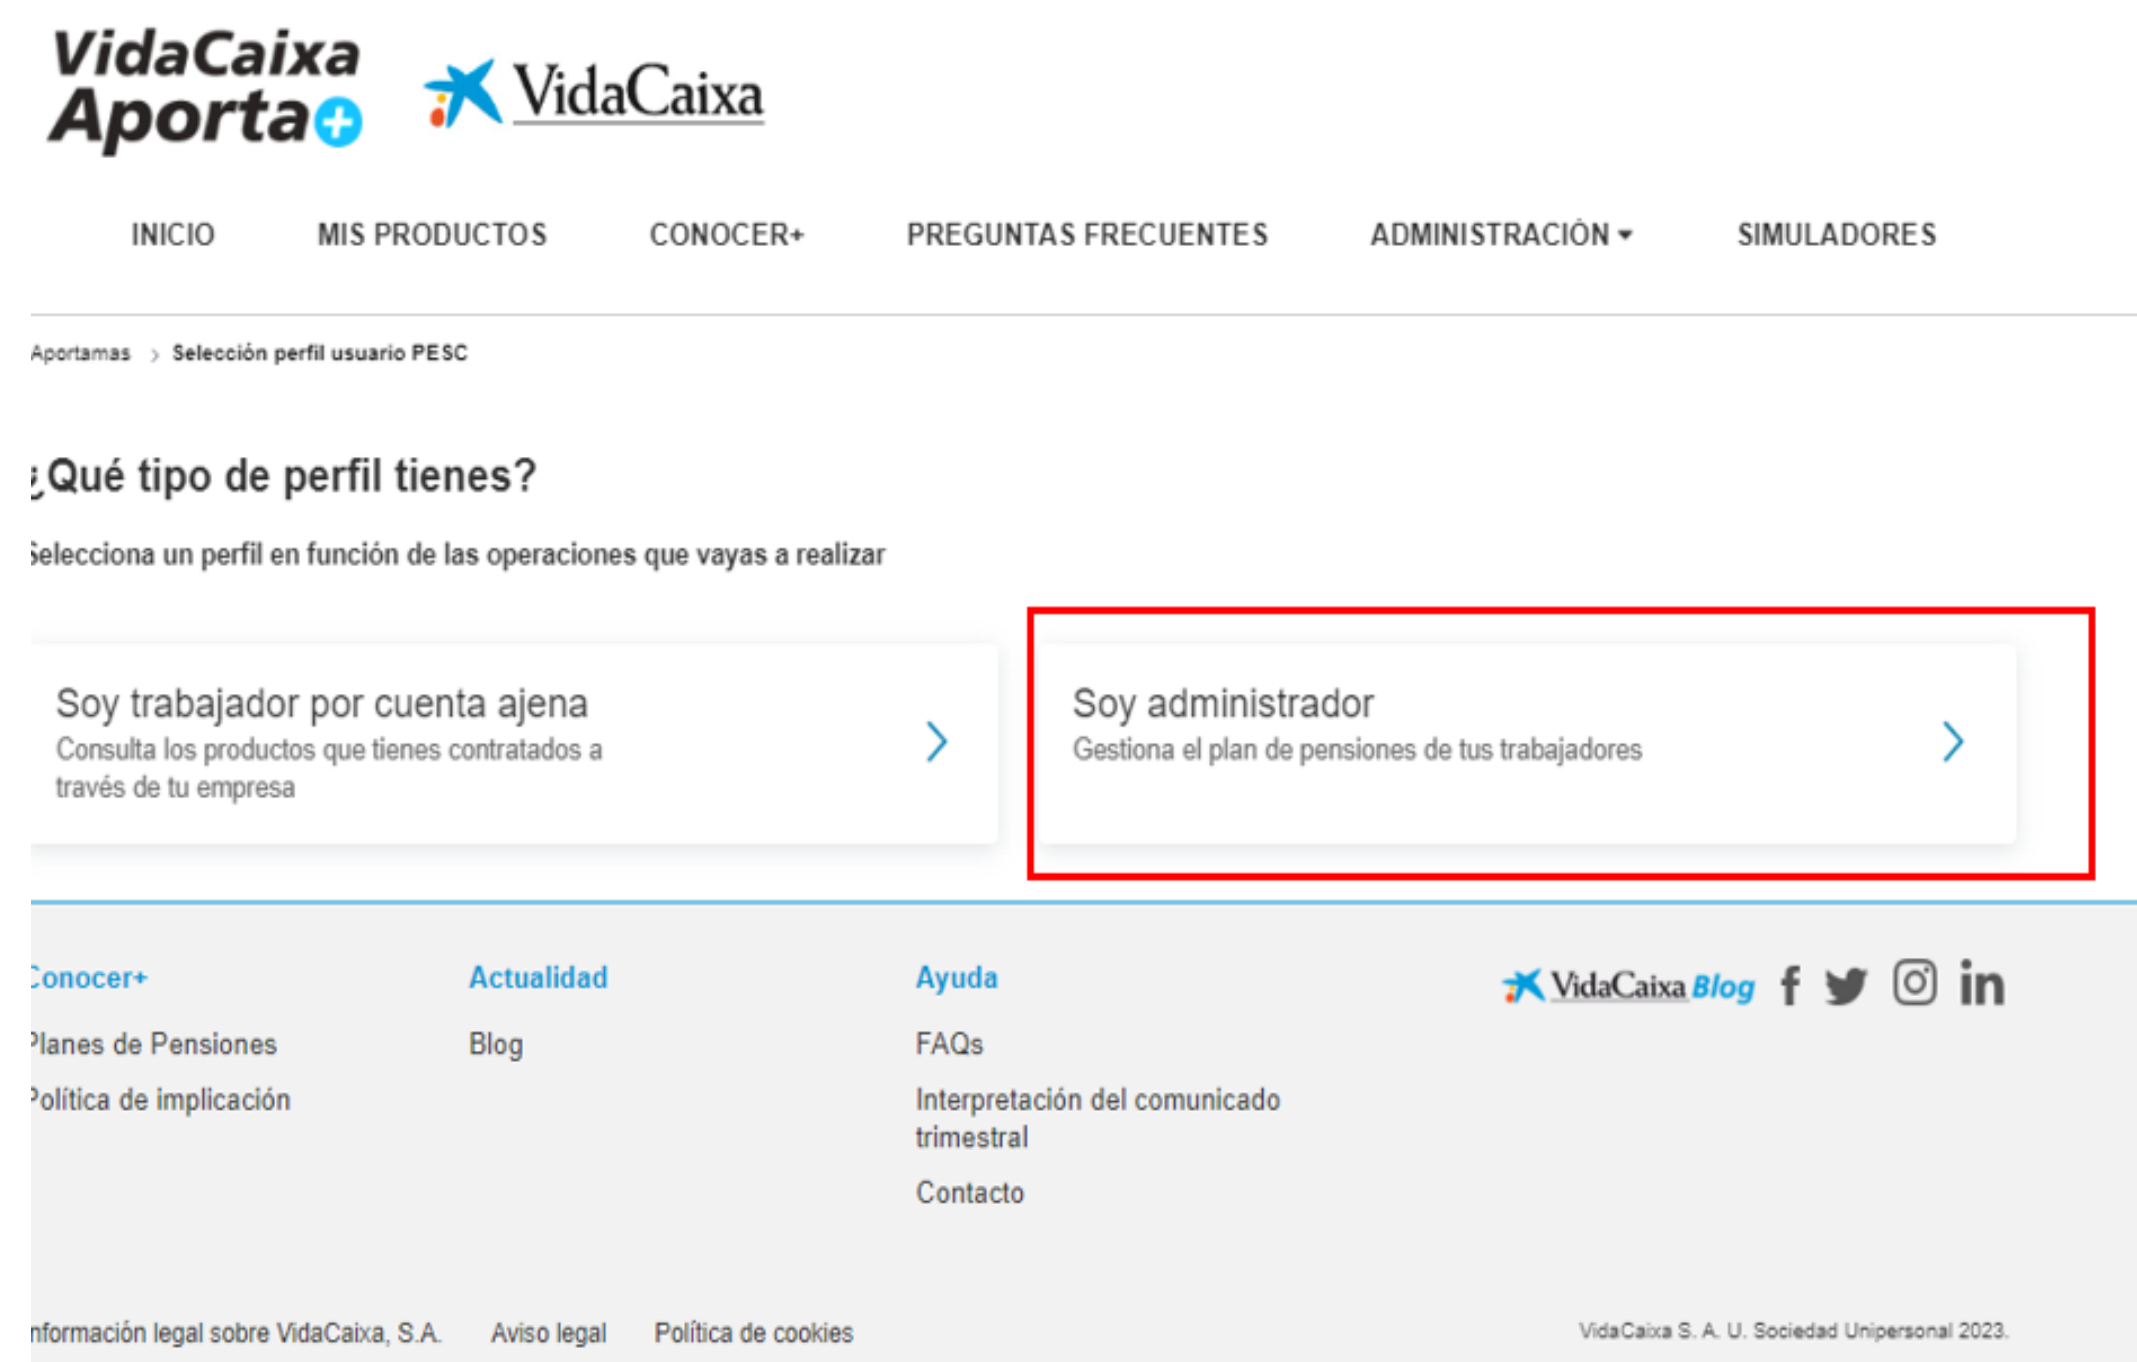 VidaCaixa
Aporta+
VidaCaixa
INICIO MIS PRODUCTOS CONOCER+ PREGUNTAS FRECUENTES ADMINISTRACIÓN SIMULADORES
Aportamas > Selección perfil usuario PESC
¿Qué tipo de perfil tienes?
Selecciona un perfil en función de las operaciones que vayas a realizar
Soy trabajador por cuenta ajena
Consulta los productos que tienes contratados a
través de tu empresa
Soy administrador
Gestiona el plan de pensiones de tus trabajadores
Conocer+
Planes de Pensiones
Política de implicación
Actualidad
Blog
Ayuda
FAQs
Interpretación del comunicado
trimestral
Contacto
VidaCaixa Blog
nformación legal sobre VidaCaixa, S.A. Aviso legal Política de cookies
VidaCaixa S. A. U. Sociedad Unipersonal 2023.